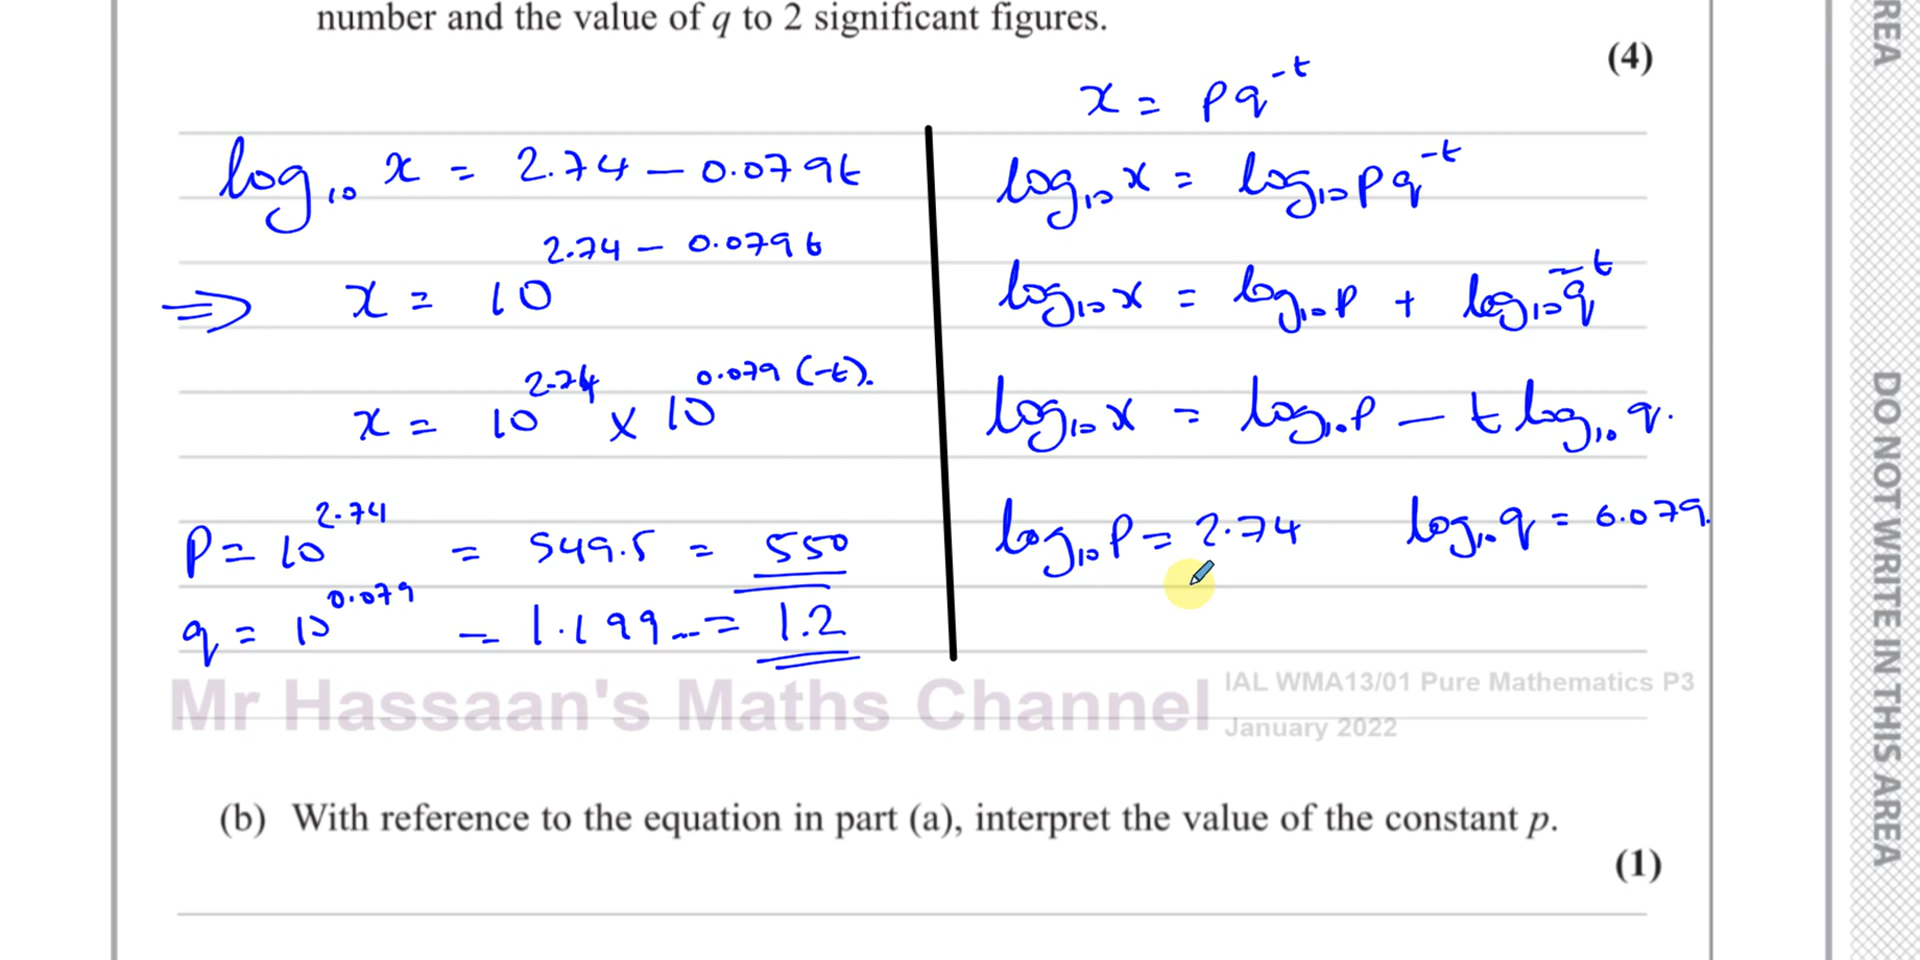 number and the value of q to 2 significant figures.
(4)
log₁₀ x = 2.74 – 0.079t
⇒ x = 10^(2.74 – 0.079t)
x = 10^2.74 × 10^0.079 (-t).
P = 10^2.74 = 549.5 = 550
q = 10^0.079 = 1.199... = 1.2
x = pq^-t
log₁₀ x = log₁₀ pq^-t
log₁₀ x = log₁₀ p + log₁₀ q^-t
log₁₀ x = log₁₀ p – t log₁₀ q.
log₁₀ p = 2.74 log₁₀ q = 0.079.
Mr Hassaan's Maths Channel
IAL WMA13/01 Pure Mathematics P3
January 2022
(b) With reference to the equation in part (a), interpret the value of the constant p.
(1)
REA
DO NOT WRITE IN THIS AREA